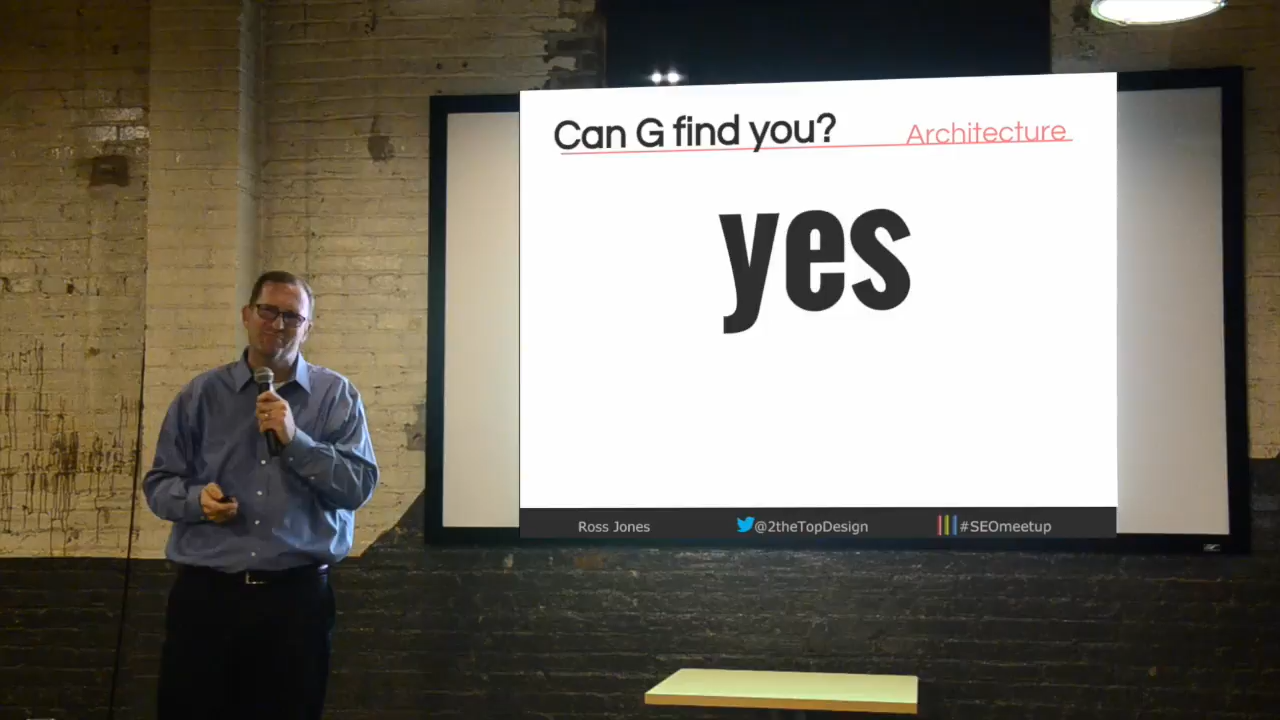 Can G find you?
Architecture
yes
Ross Jones
@2theTopDesign
#SEOmeetup